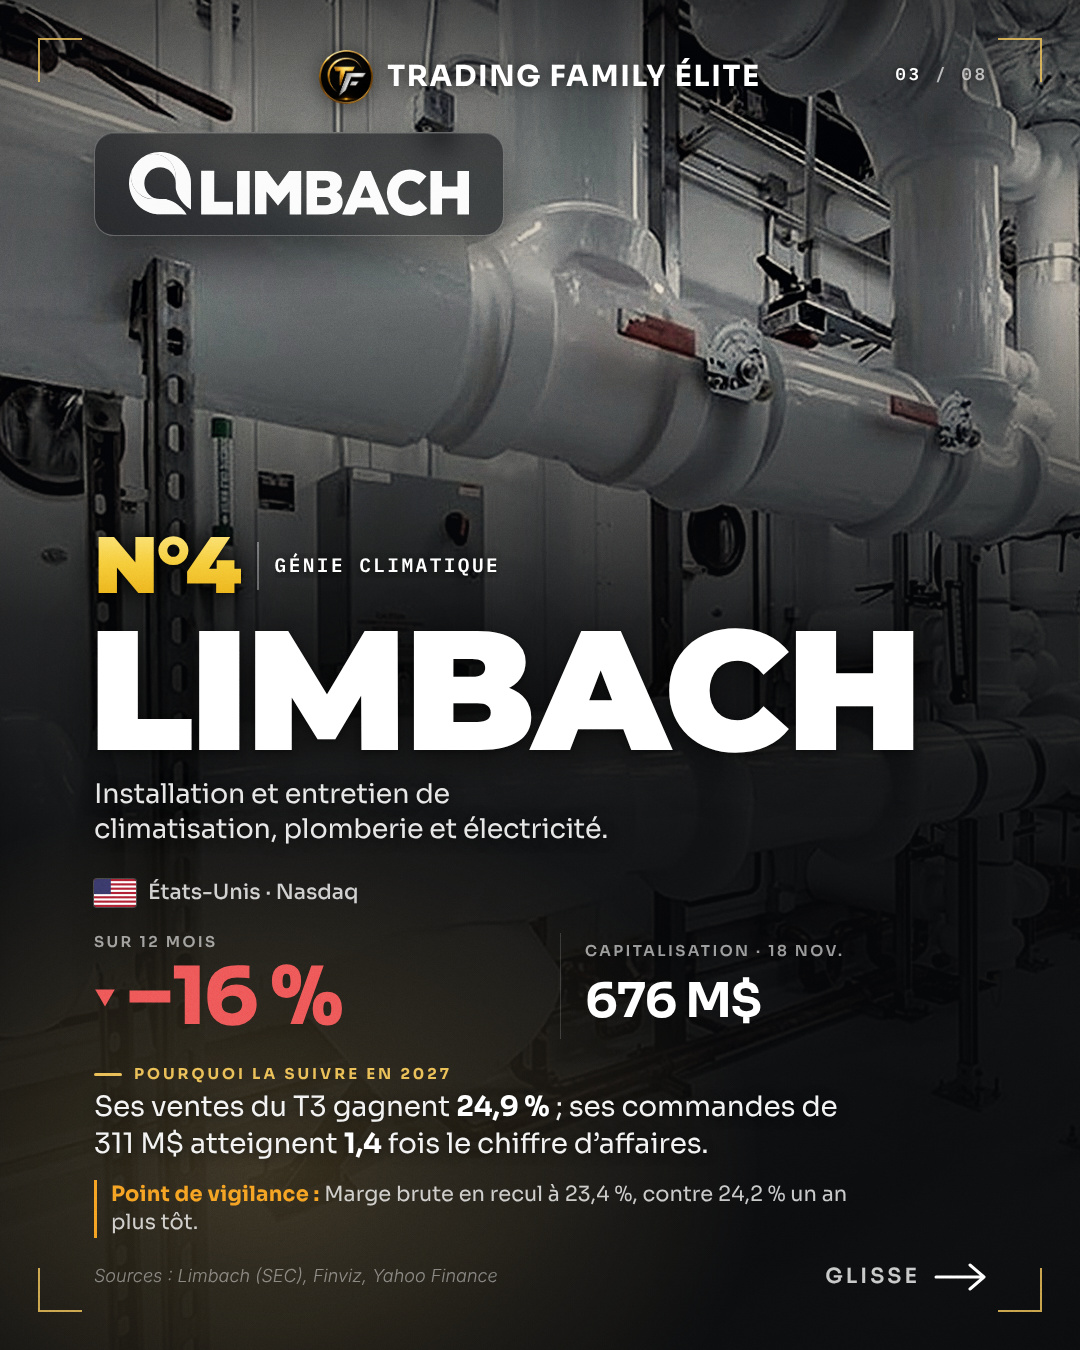 TF TRADING FAMILY ÉLITE
03 / 08
LIMBACH
N°4 GÉNIE CLIMATIQUE
LIMBACH
Installation et entretien de
climatisation, plomberie et électricité.
États-Unis · Nasdaq
SUR 12 MOIS
▼ –16 %
CAPITALISATION · 18 NOV.
676 M$
POURQUOI LA SUIVRE EN 2027
Ses ventes du T3 gagnent 24,9 % ; ses commandes de
311 M$ atteignent 1,4 fois le chiffre d’affaires.
Point de vigilance : Marge brute en recul à 23,4 %, contre 24,2 % un an
plus tôt.
Sources : Limbach (SEC), Finviz, Yahoo Finance
GLISSE →